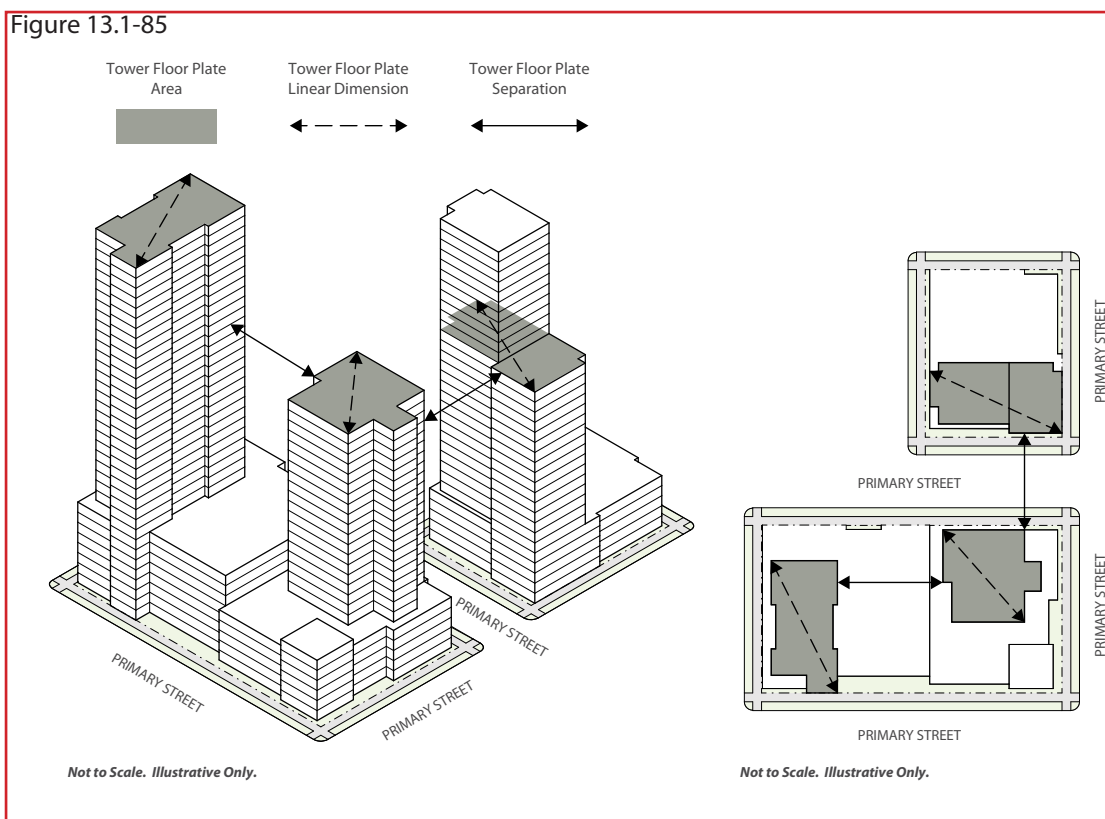 Figure 13.1-85
Tower Floor Plate
Area
Tower Floor Plate
Linear Dimension
Tower Floor Plate
Separation
PRIMARY STREET
PRIMARY STREET
PRIMARY STREET
Not to Scale. Illustrative Only.
PRIMARY STREET
PRIMARY STREET
PRIMARY STREET
PRIMARY STREET
Not to Scale. Illustrative Only.